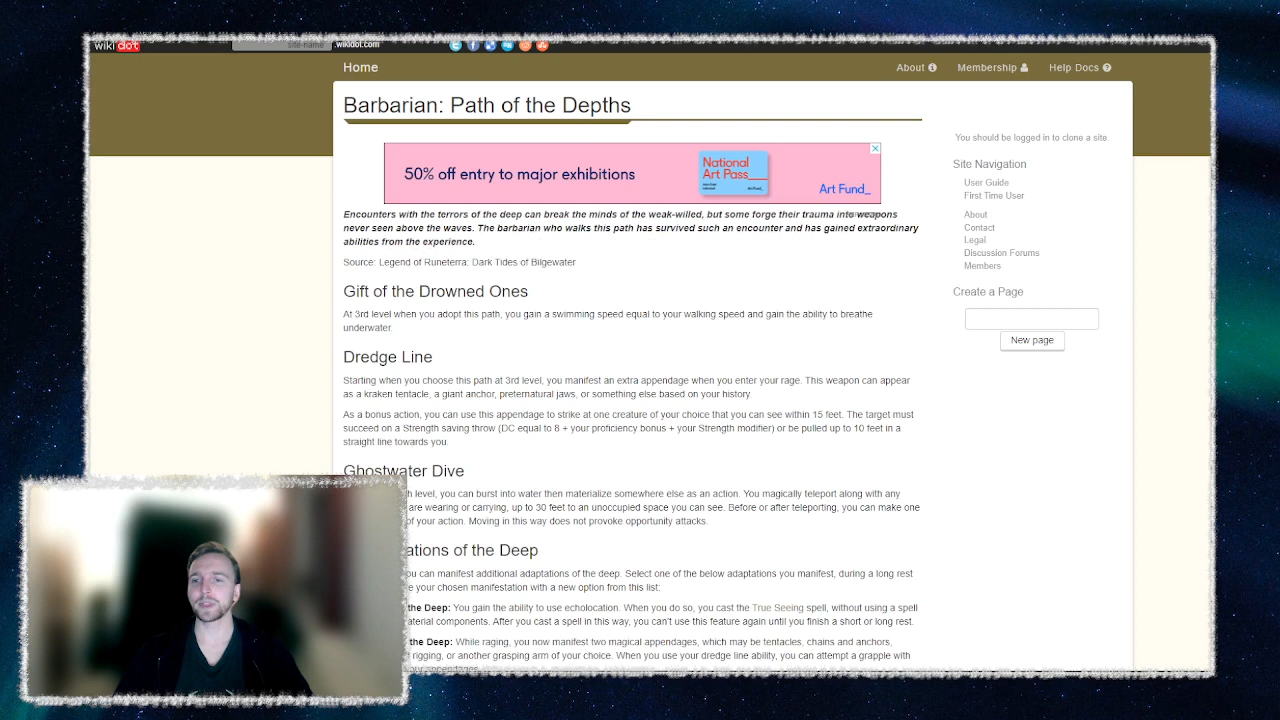 wikidot
site-name .wikidot.com
Home About Membership Help Docs
Barbarian: Path of the Depths
You should be logged in to clone a site.
50% off entry to major exhibitions
National
Art Pass
Art Fund_
Encounters with the terrors of the deep can break the minds of the weak-willed, but some forge their trauma into weapons
never seen above the waves. The barbarian who walks this path has survived such an encounter and has gained extraordinary
abilities from the experience.
Source: Legend of Runeterra: Dark Tides of Bilgewater
Gift of the Drowned Ones
At 3rd level when you adopt this path, you gain a swimming speed equal to your walking speed and gain the ability to breathe
underwater.
Dredge Line
Starting when you choose this path at 3rd level, you manifest an extra appendage when you enter your rage. This weapon can appear
as a kraken tentacle, a giant anchor, preternatural jaws, or something else based on your history.
As a bonus action, you can use this appendage to strike at one creature of your choice that you can see within 15 feet. The target must
succeed on a Strength saving throw (DC equal to 8 + your proficiency bonus + your Strength modifier) or be pulled up to 10 feet in a
straight line towards you.
Ghostwater Dive
level, you can burst into water then materialize somewhere else as an action. You magically teleport along with any
are wearing or carrying, up to 30 feet to an unoccupied space you can see. Before or after teleporting, you can make one
of your action. Moving in this way does not provoke opportunity attacks.
ations of the Deep
you can manifest additional adaptations of the deep. Select one of the below adaptations you manifest, during a long rest
your chosen manifestation with a new option from this list:
the Deep: You gain the ability to use echolocation. When you do so, you cast the True Seeing spell, without using a spell
material components. After you cast a spell in this way, you can't use this feature again until you finish a short or long rest.
the Deep: While raging, you now manifest two magical appendages, which may be tentacles, chains and anchors,
rigging, or another grasping arm of your choice. When you use your dredge line ability, you can attempt a grapple with
your appendages.
Site Navigation
User Guide
First Time User
About
Contact
Legal
Discussion Forums
Members
Create a Page
New page